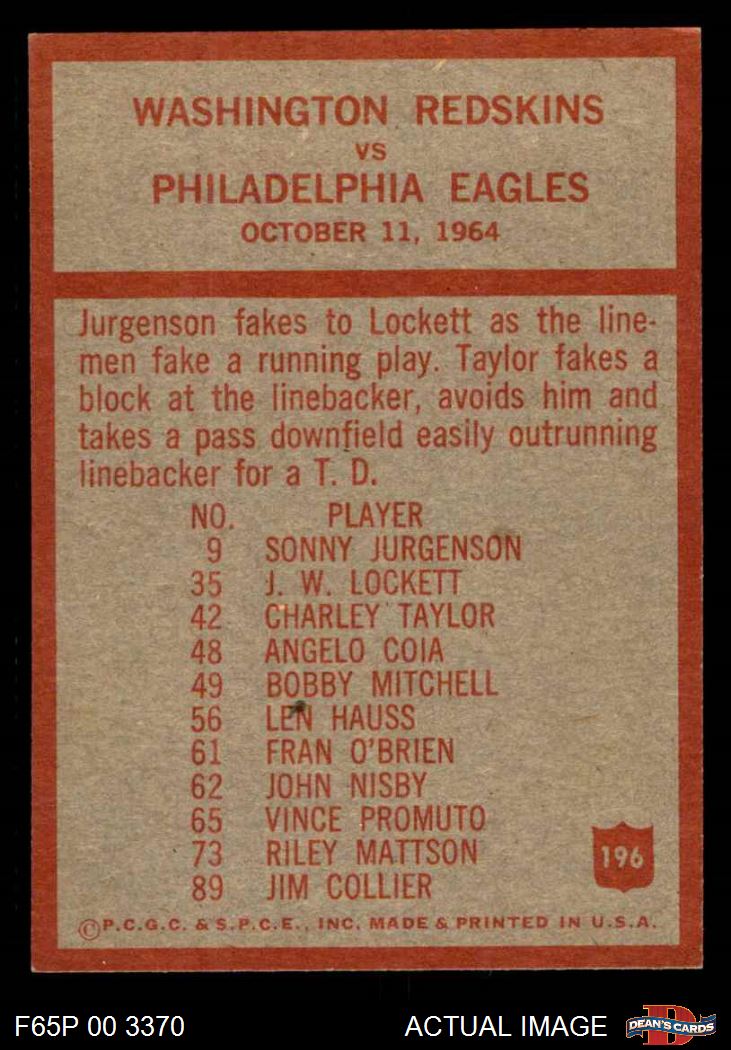 WASHINGTON REDSKINS
VS
PHILADELPHIA EAGLES
OCTOBER 11, 1964
Jurgenson fakes to Lockett as the line-
men fake a running play. Taylor fakes a
block at the linebacker, avoids him and
takes a pass downfield easily outrunning
linebacker for a T. D.
NO. PLAYER
9 SONNY JURGENSON
35 J. W. LOCKETT
42 CHARLEY TAYLOR
48 ANGELO COIA
49 BOBBY MITCHELL
56 LEN HAUSS
61 FRAN O'BRIEN
62 JOHN NISBY
65 VINCE PROMUTO
73 RILEY MATTSON
89 JIM COLLIER
196
©P.C.G.C. & S.P.C.E., INC. MADE & PRINTED IN U.S.A.
F65P 00 3370 ACTUAL IMAGE
D
DEAN'S CARDS